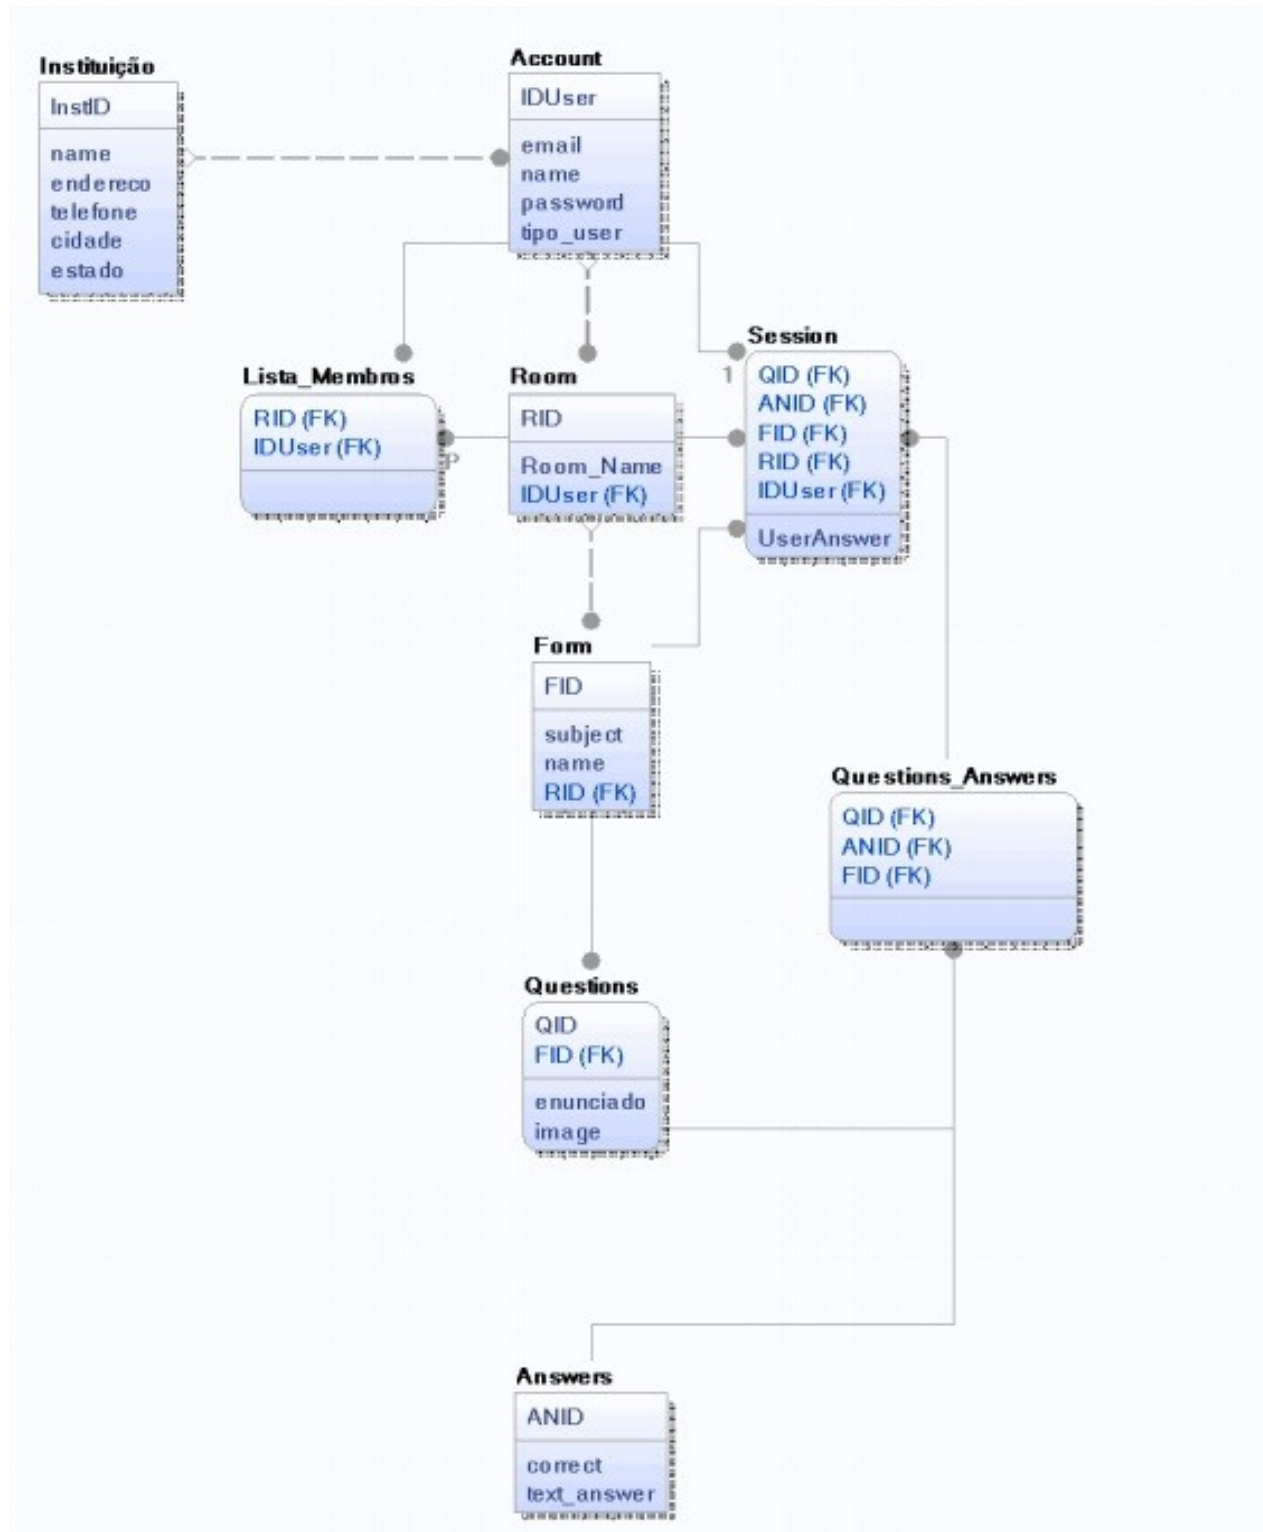 Instituição
InstID
name
endereco
telefone
cidade
estado
Account
IDUser
email
name
password
tipo_user
Lista_Membros
RID (FK)
IDUser (FK)
P
Room
RID
Room_Name
IDUser (FK)
Session
1
QID (FK)
ANID (FK)
FID (FK)
RID (FK)
IDUser (FK)
UserAnswer
Form
FID
subject
name
RID (FK)
Questions_Answers
QID (FK)
ANID (FK)
FID (FK)
Questions
QID
FID (FK)
enunciado
image
Answers
ANID
correct
text_answer